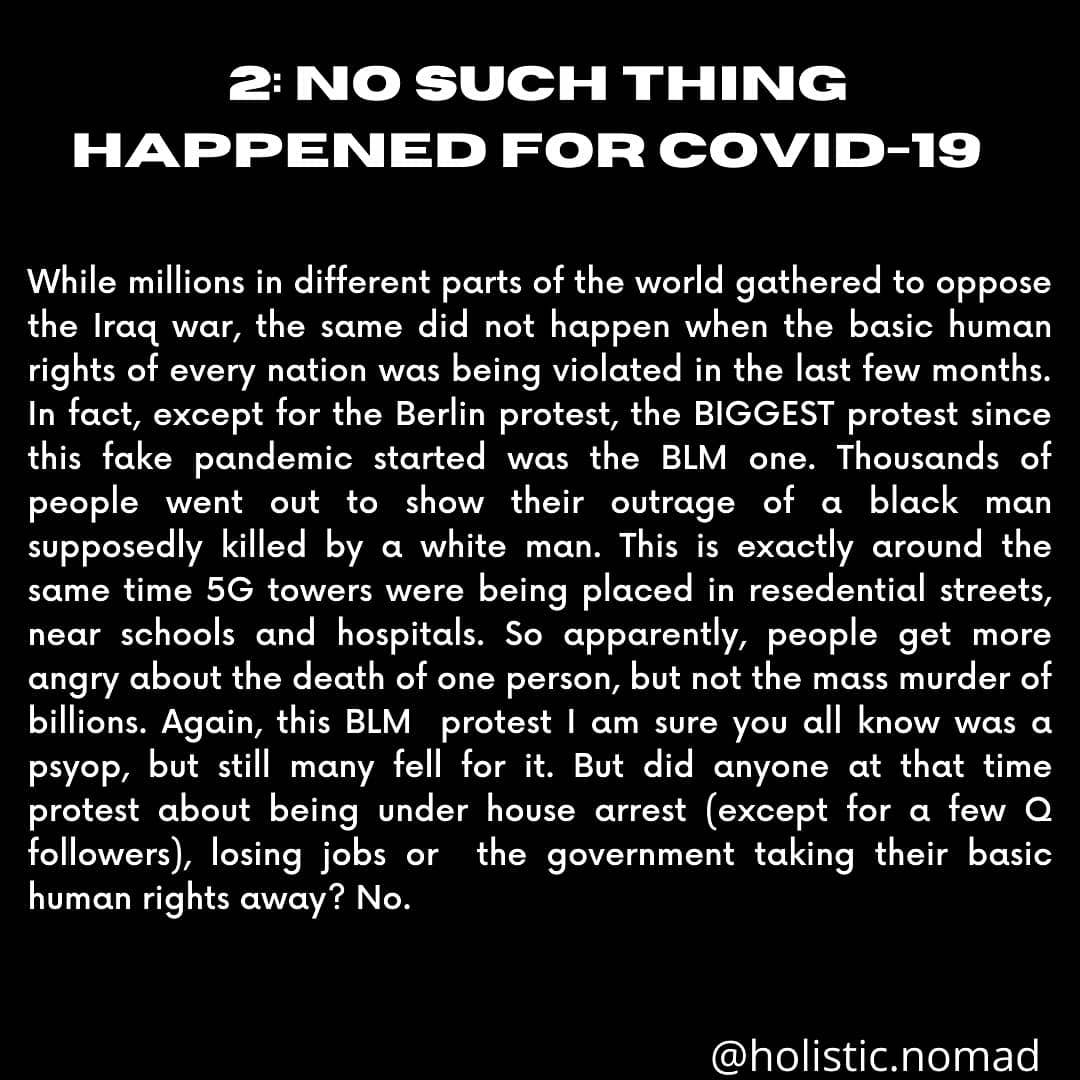 2: NO SUCH THING
HAPPENED FOR COVID-19
While millions in different parts of the world gathered to oppose
the Iraq war, the same did not happen when the basic human
rights of every nation was being violated in the last few months.
In fact, except for the Berlin protest, the BIGGEST protest since
this fake pandemic started was the BLM one. Thousands of
people went out to show their outrage of a black man
supposedly killed by a white man. This is exactly around the
same time 5G towers were being placed in resedential streets,
near schools and hospitals. So apparently, people get more
angry about the death of one person, but not the mass murder of
billions. Again, this BLM  protest I am sure you all know was a
psyop, but still many fell for it. But did anyone at that time
protest about being under house arrest (except for a few Q
followers), losing jobs or  the government taking their basic
human rights away? No.
@holistic.nomad